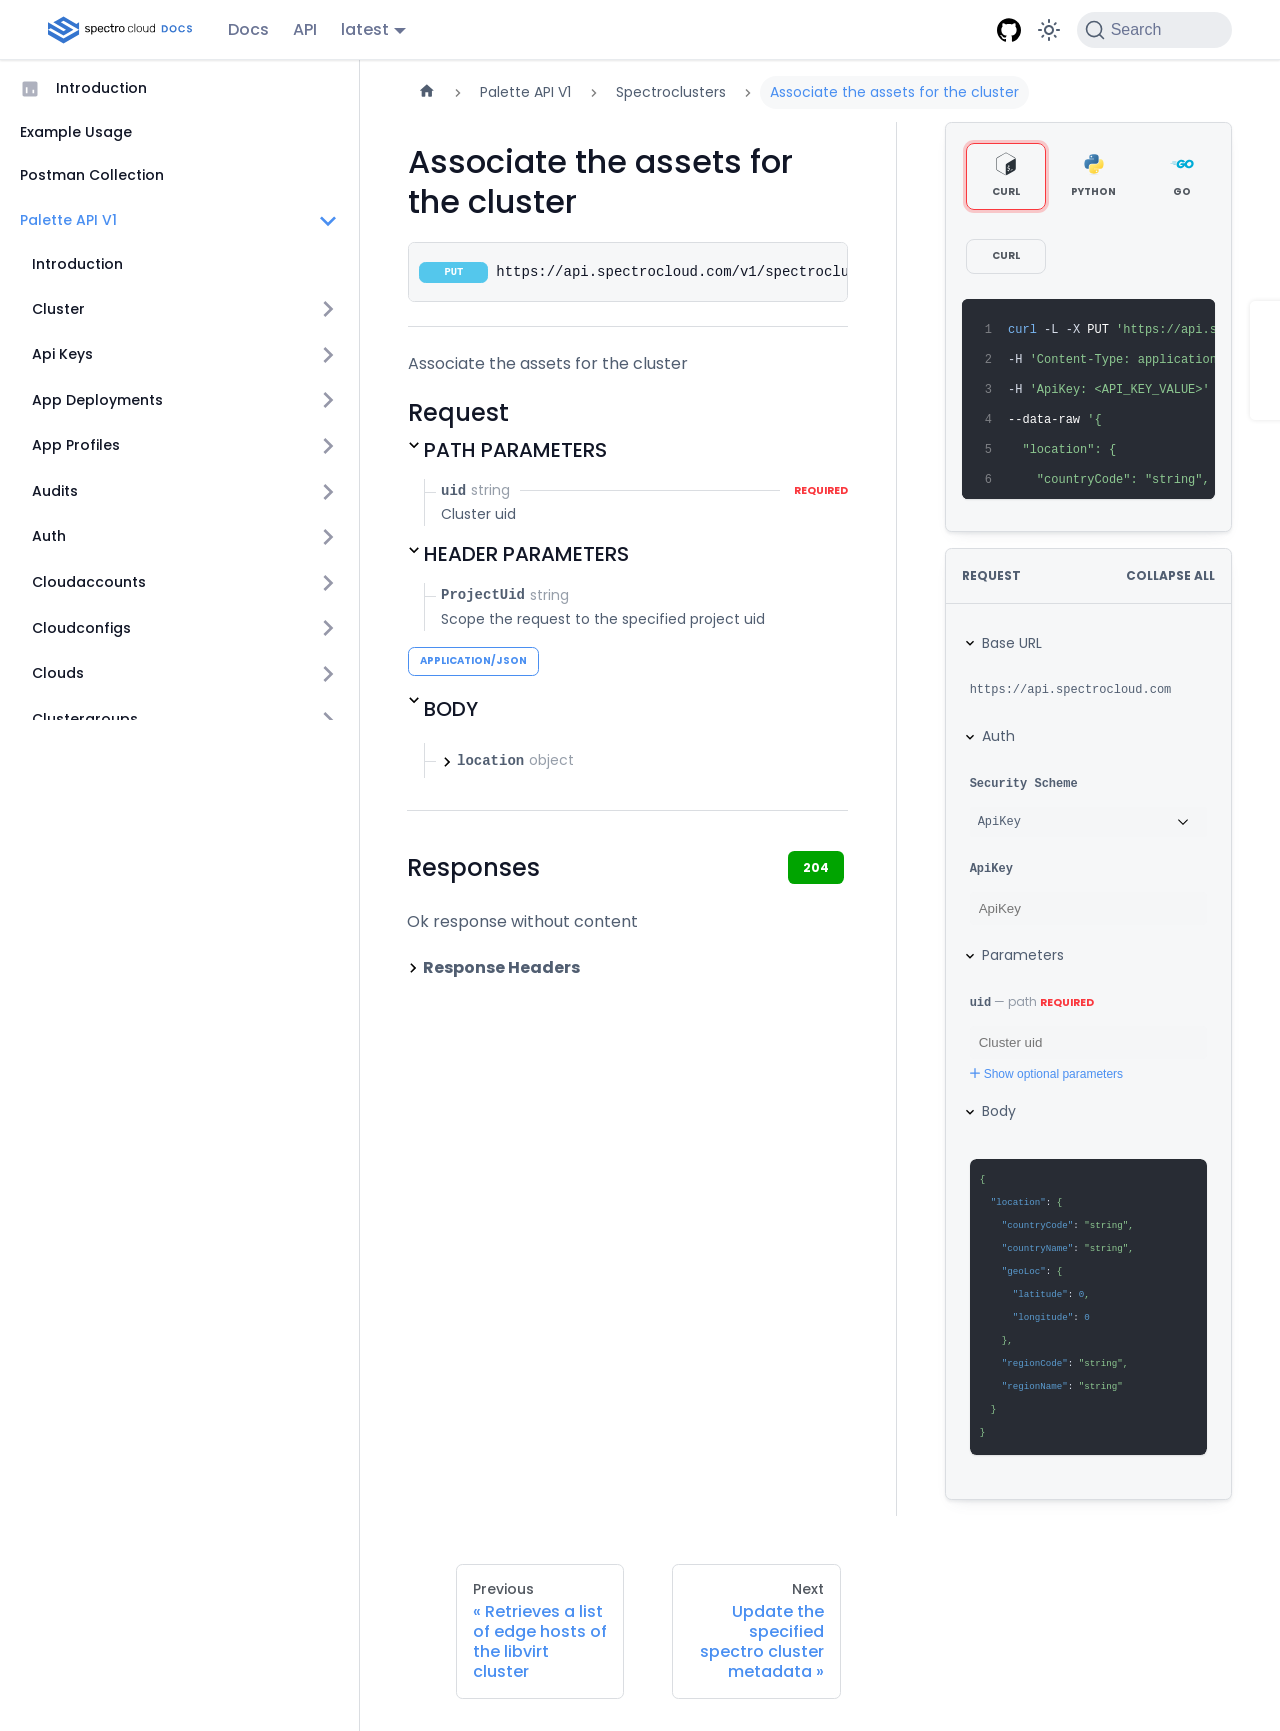 spectro cloud DOCS
Docs
API
latest
Search
Introduction
Example Usage
Postman Collection
Palette API V1
Introduction
Cluster
Api Keys
App Deployments
App Profiles
Audits
Auth
Cloudaccounts
Cloudconfigs
Clouds
Clustergroups
Palette API V1
Spectroclusters
Associate the assets for the cluster
Associate the assets for
the cluster
PUT https://api.spectrocloud.com/v1/spectroclu
Associate the assets for the cluster
Request
PATH PARAMETERS
uid string REQUIRED
Cluster uid
HEADER PARAMETERS
ProjectUid string
Scope the request to the specified project uid
APPLICATION/JSON
BODY
location object
Responses
204
Ok response without content
Response Headers
CURL
PYTHON
GO
CURL
1 curl -L -X PUT 'https://api.s
2 -H 'Content-Type: application
3 -H 'ApiKey: <API_KEY_VALUE>'
4 --data-raw '{
5 "location": {
6 "countryCode": "string",
REQUEST
COLLAPSE ALL
Base URL
https://api.spectrocloud.com
Auth
Security Scheme
ApiKey
ApiKey
ApiKey
Parameters
uid — path REQUIRED
Cluster uid
Show optional parameters
Body
{
"location": {
"countryCode": "string",
"countryName": "string",
"geoLoc": {
"latitude": 0,
"longitude": 0
},
"regionCode": "string",
"regionName": "string"
}
}
Previous
« Retrieves a list
of edge hosts of
the libvirt
cluster
Next
Update the
specified
spectro cluster
metadata »